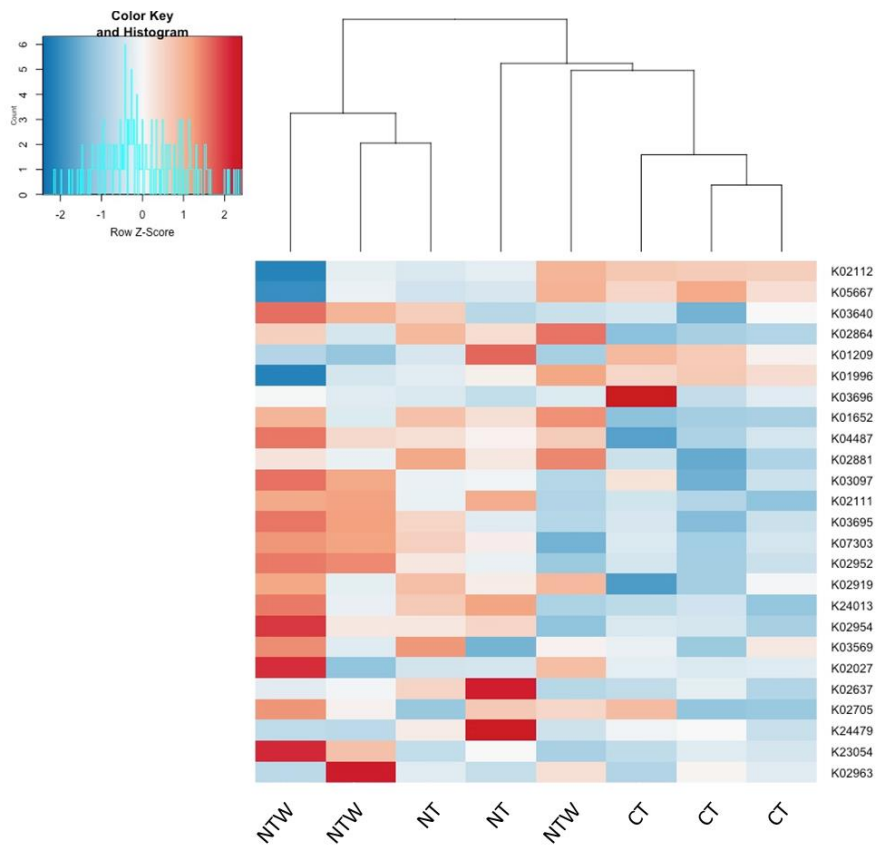 Color Key
and Histogram
6
5
4
3
2
1
0
Count
-2 -1 0 1 2
Row Z-Score
K02112
K05667
K03640
K02864
K01209
K01996
K03696
K01652
K04487
K02881
K03097
K02111
K03695
K07303
K02952
K02919
K24013
K02954
K03569
K02027
K02637
K02705
K24479
K23054
K02963
NTW NTW NT NT NTW CT CT CT